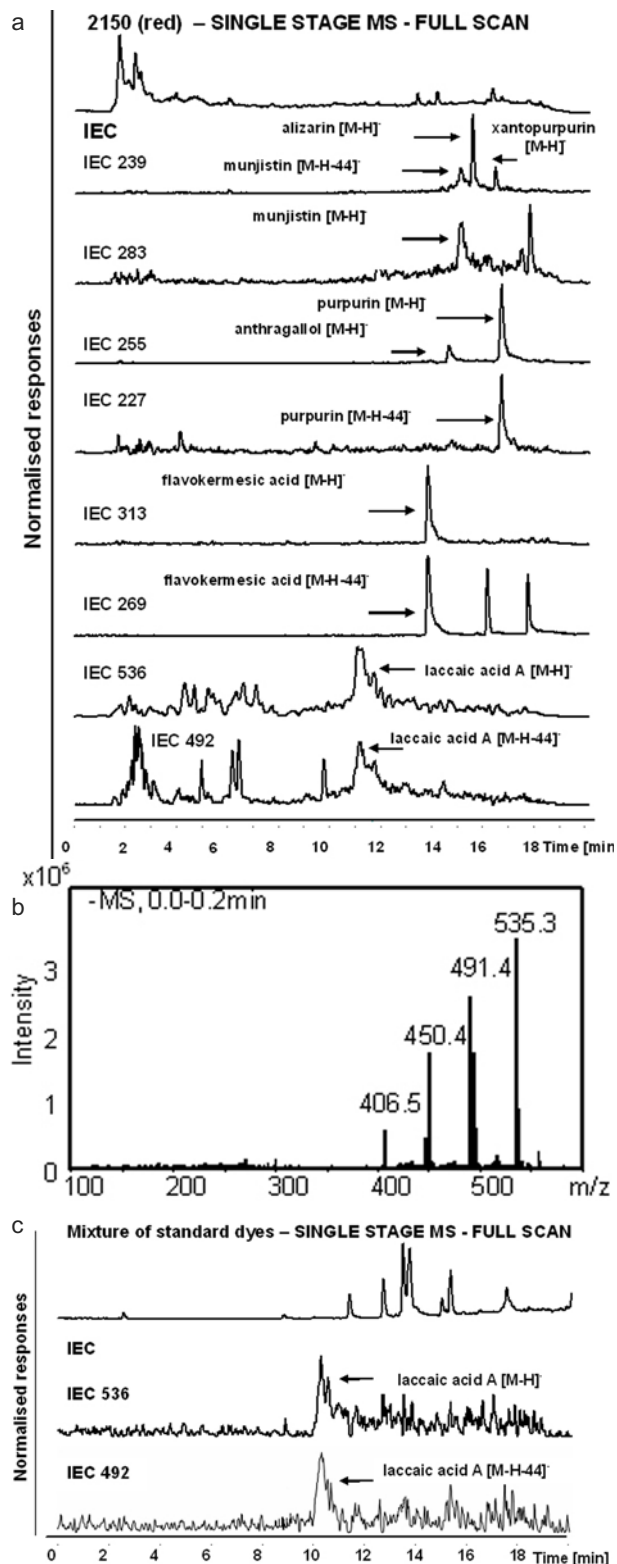 a
2150 (red) – SINGLE STAGE MS - FULL SCAN
IEC
alizarin [M-H]-
xantopurpurin
[M-H]-
IEC 239
munjistin [M-H-44]-
munjistin [M-H]-
IEC 283
purpurin [M-H]-
anthragallol [M-H]-
IEC 255
IEC 227
purpurin [M-H-44]-
flavokermesic acid [M-H]-
IEC 313
flavokermesic acid [M-H-44]-
IEC 269
IEC 536
laccaic acid A [M-H]-
IEC 492
laccaic acid A [M-H-44]-
Normalised responses
0 2 4 6 8 10 12 14 16 18 Time [min
b
x10^6
-MS, 0.0-0.2min
535.3
491.4
450.4
406.5
Intensity
3
2
1
0
100 200 300 400 500 m/z
c
Mixture of standard dyes – SINGLE STAGE MS - FULL SCAN
IEC
IEC 536
laccaic acid A [M-H]-
IEC 492
laccaic acid A [M-H-44]-
Normalised responses
0 2 4 6 8 10 12 14 16 18 20 Time [min]